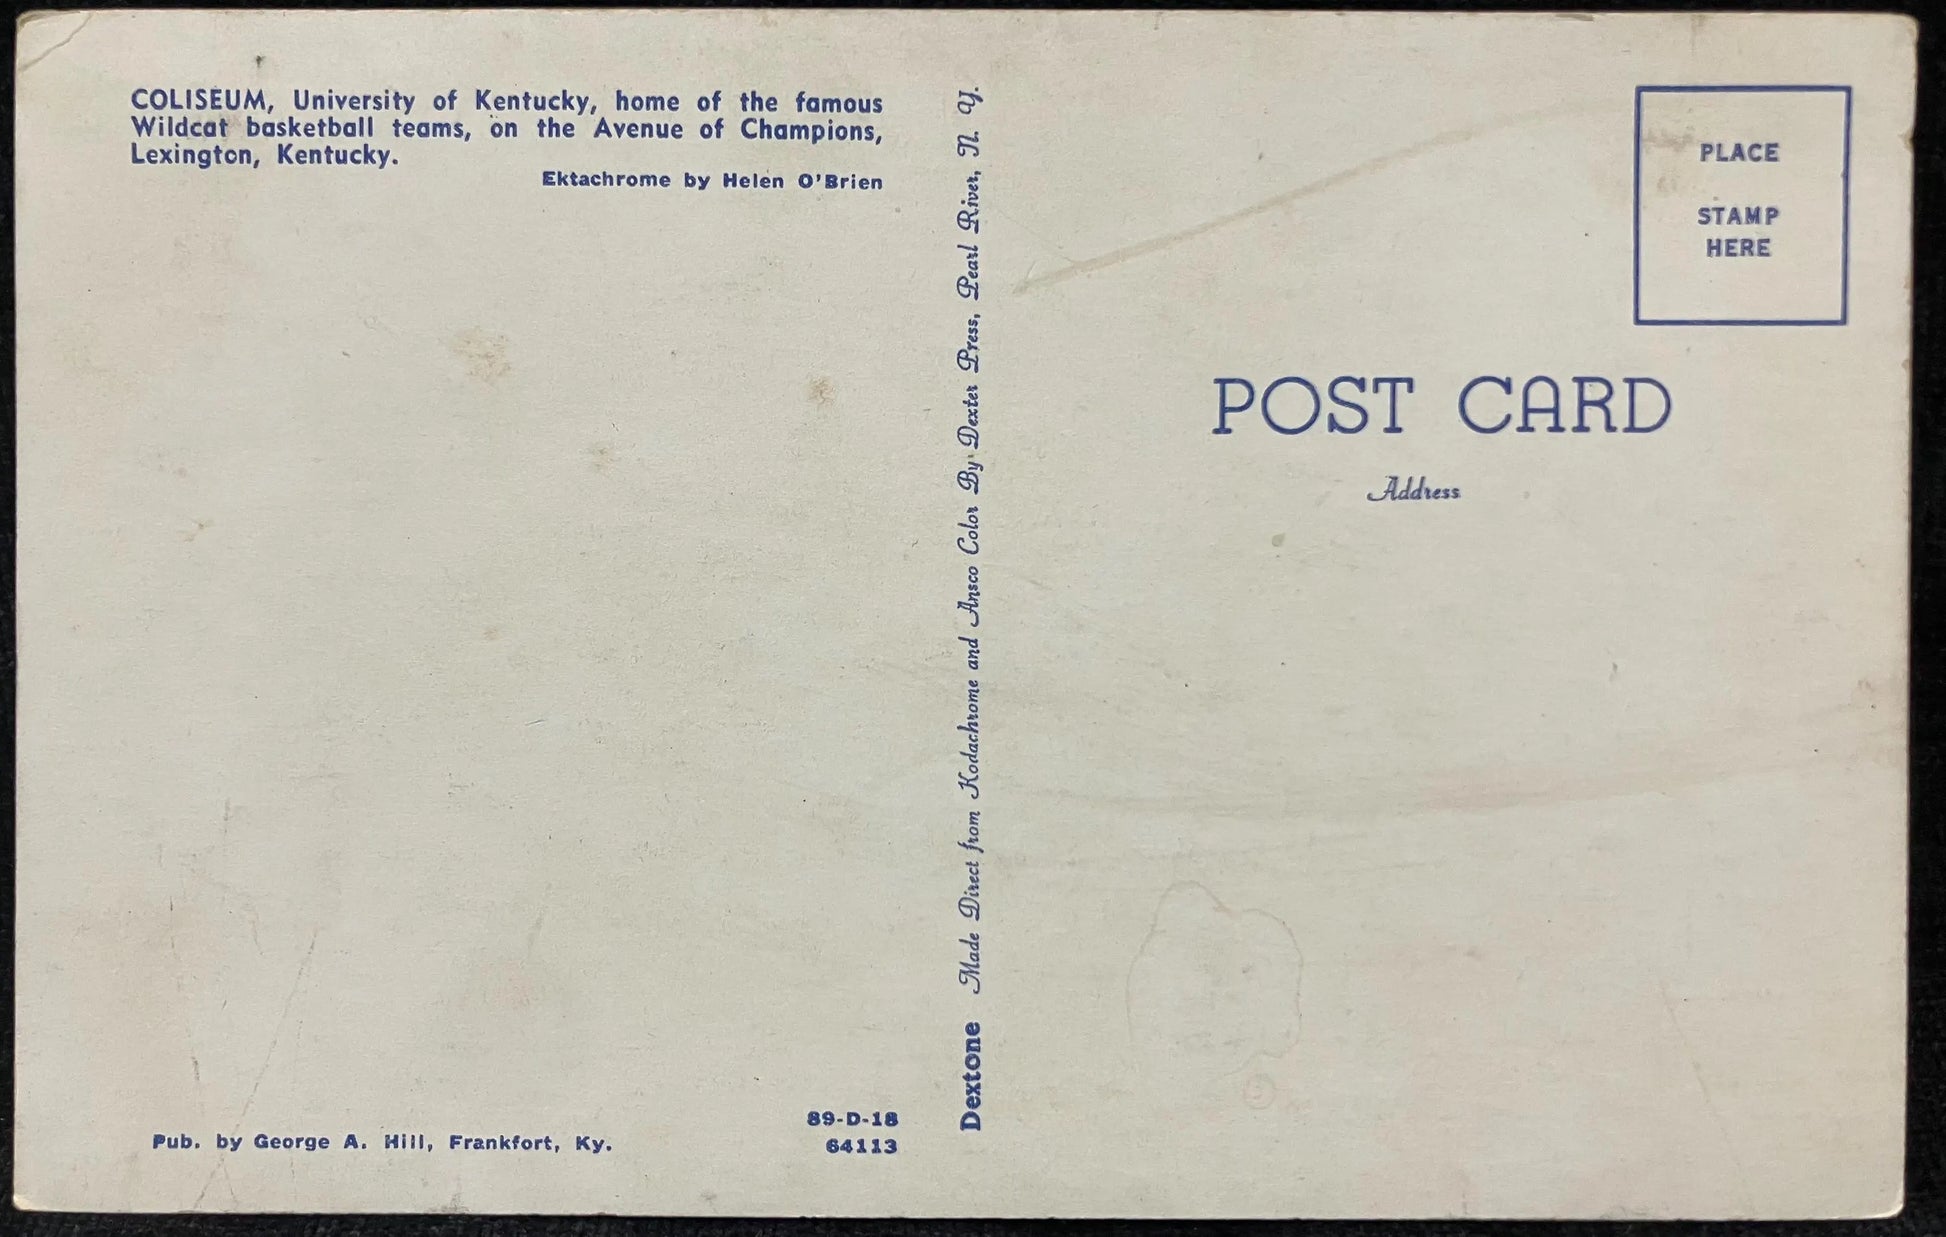 COLISEUM, University of Kentucky, home of the famous
Wildcat basketball teams, on the Avenue of Champions,
Lexington, Kentucky.
Ektachrome by Helen O'Brien
Pub. by George A. Hill, Frankfort, Ky.
89-D-18
64113
Dextone Made Direct from Kodachrome and Ansco Color By Dexter Press, Pearl River, N. Y.
PLACE
STAMP
HERE
POST CARD
Address